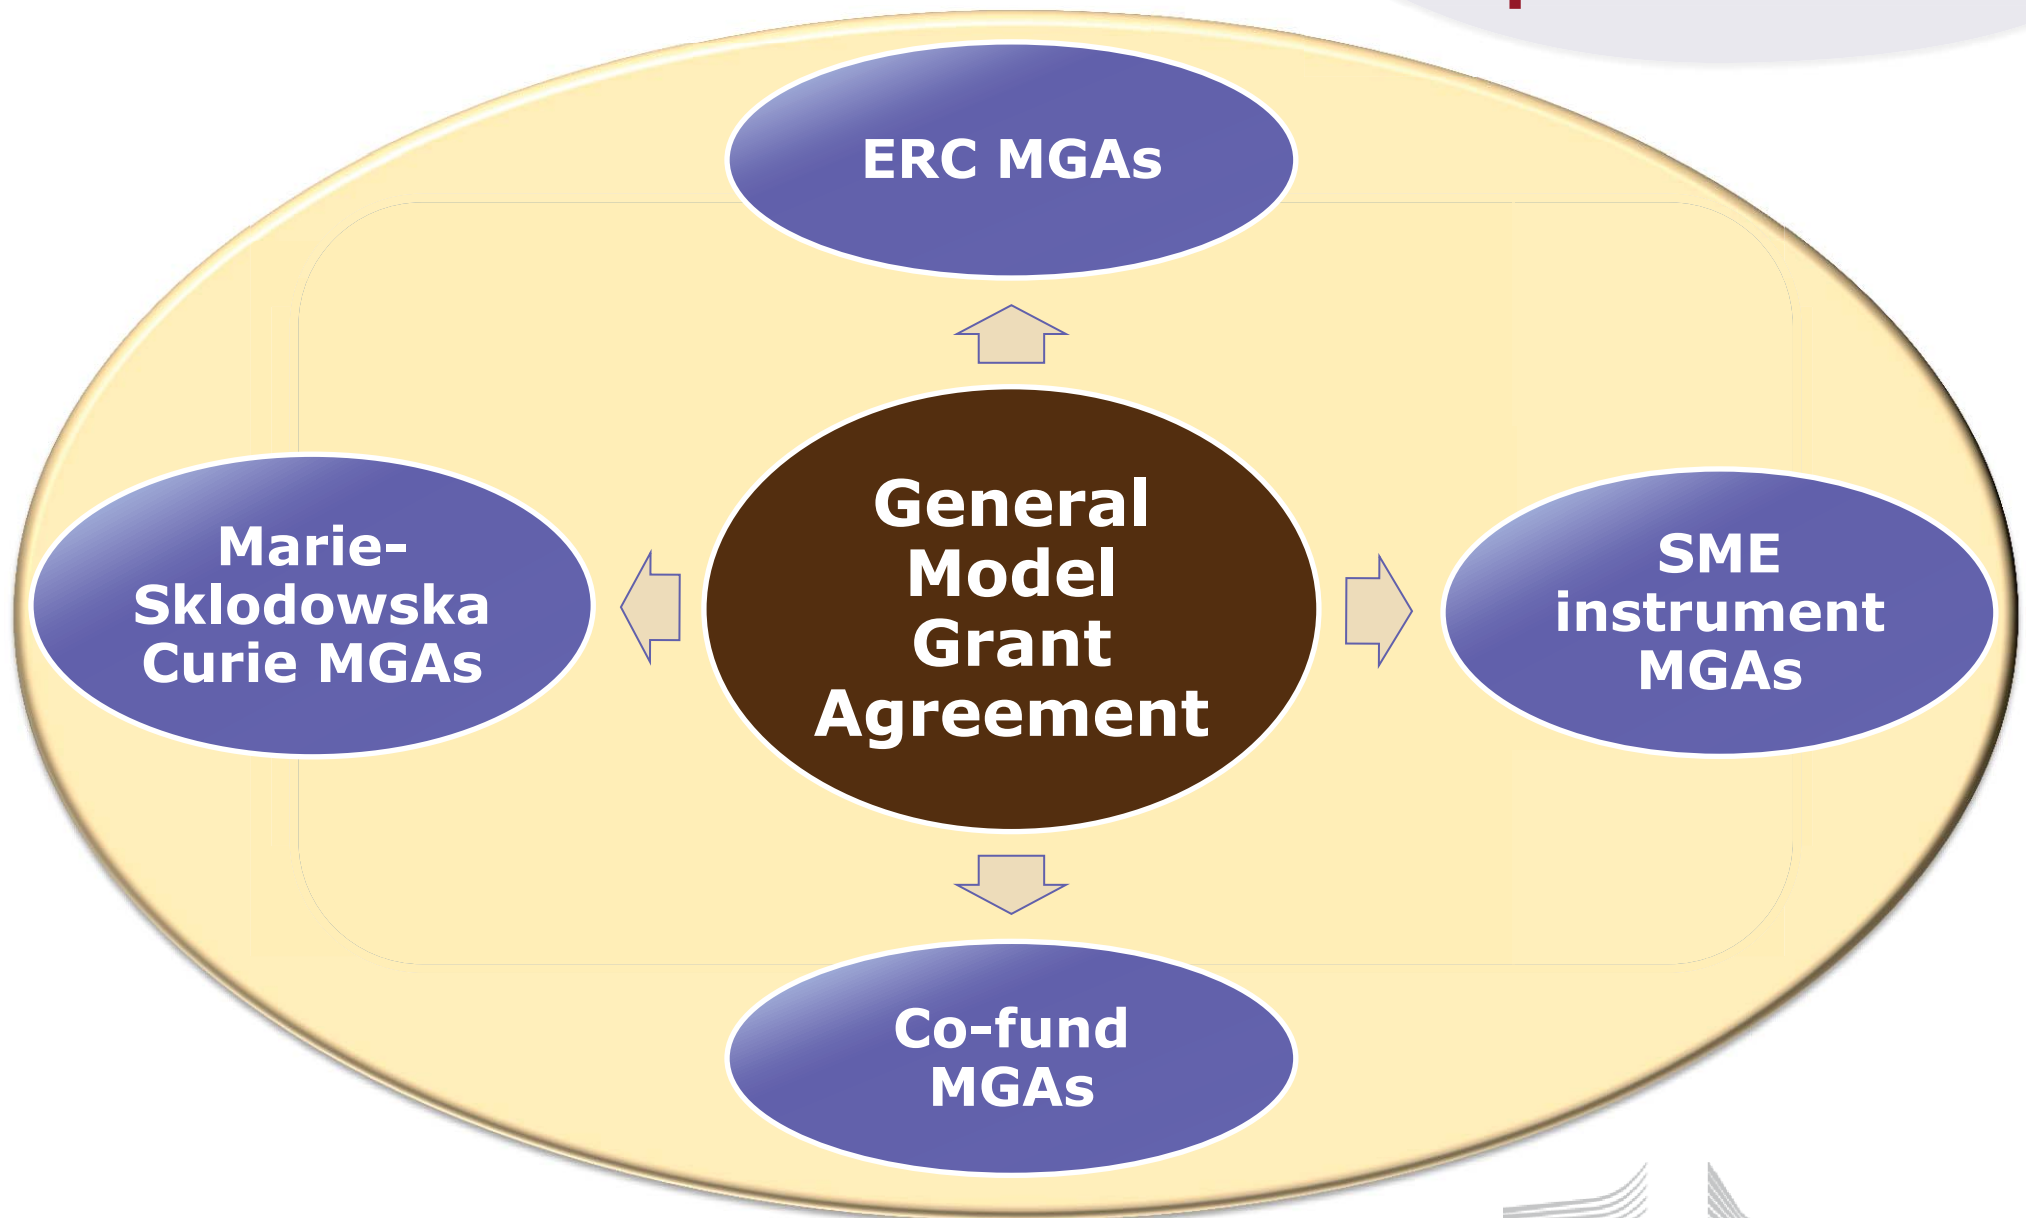 ERC MGAs
General
Model
Grant
Agreement
Marie-
Sklodowska
Curie MGAs
SME
instrument
MGAs
Co-fund
MGAs